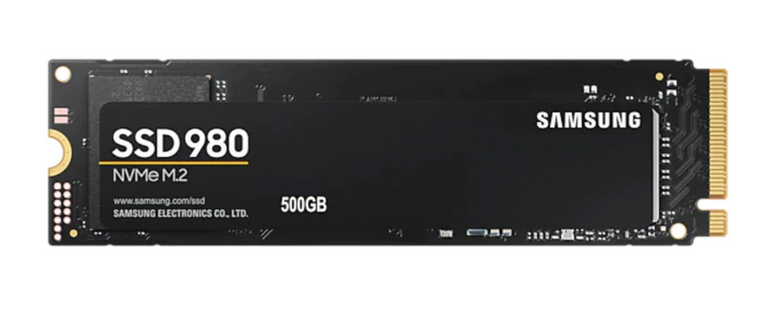 SAMSUNG
SSD 980
NVMe M.2
www.samsung.com/ssd
SAMSUNG ELECTRONICS CO., LTD.
500GB